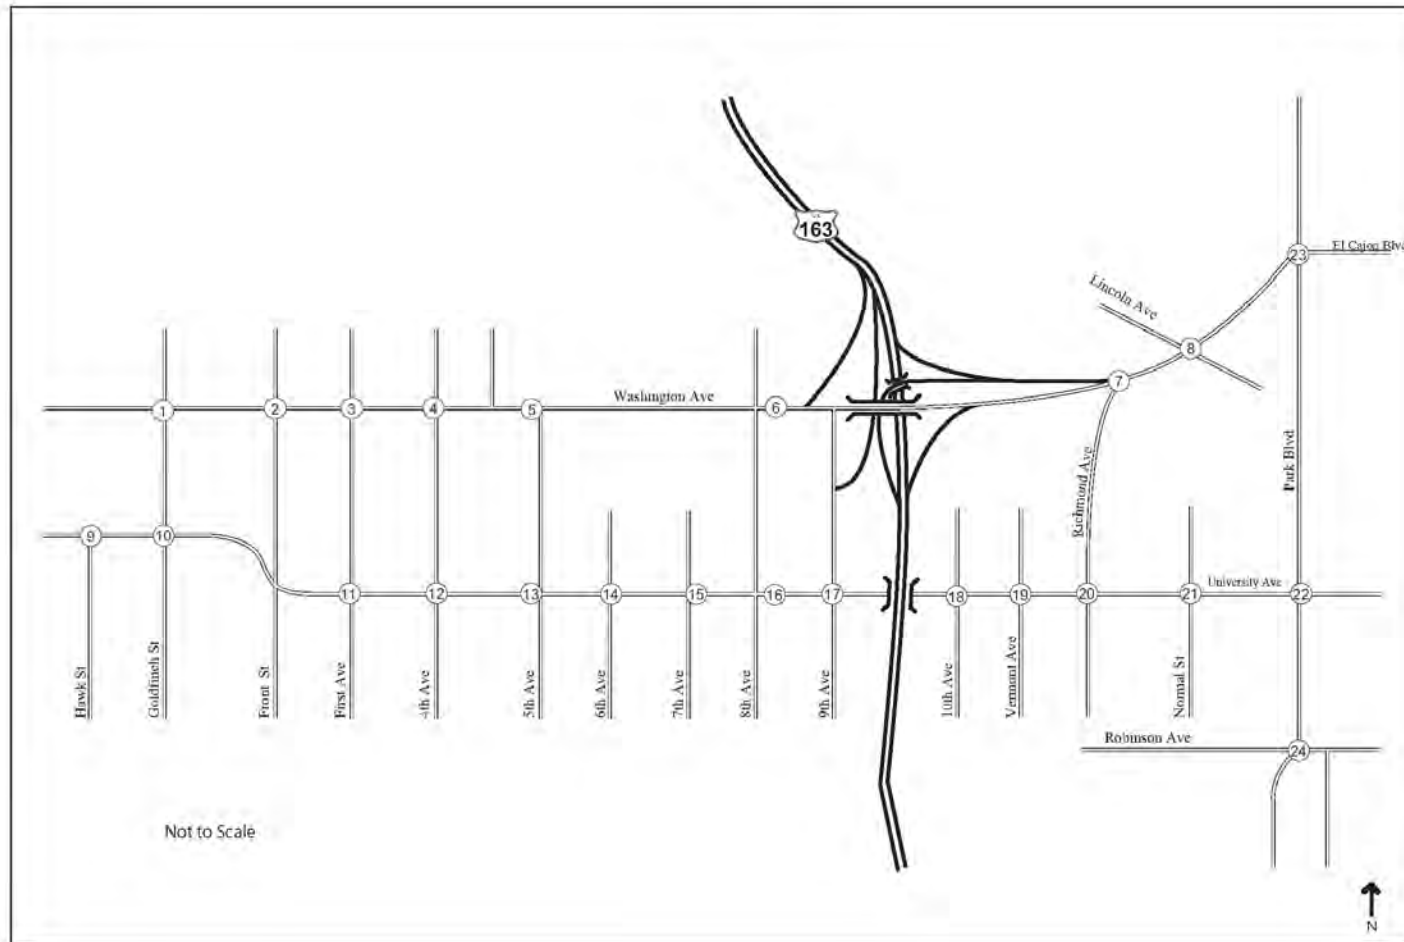 163
23
El Cajon Blvd
Lincoln Ave
8
7
1
2
3
4
5
Washington Ave
6
Park Blvd
Richmond Ave
9
10
11
12
13
14
15
16
17
18
19
20
21
University Ave
22
Hawk St
Goldfinch St
Front St
First Ave
4th Ave
5th Ave
6th Ave
7th Ave
8th Ave
9th Ave
10th Ave
Vermond Ave
Normal St
Robinson Ave
24
Not to Scale
N